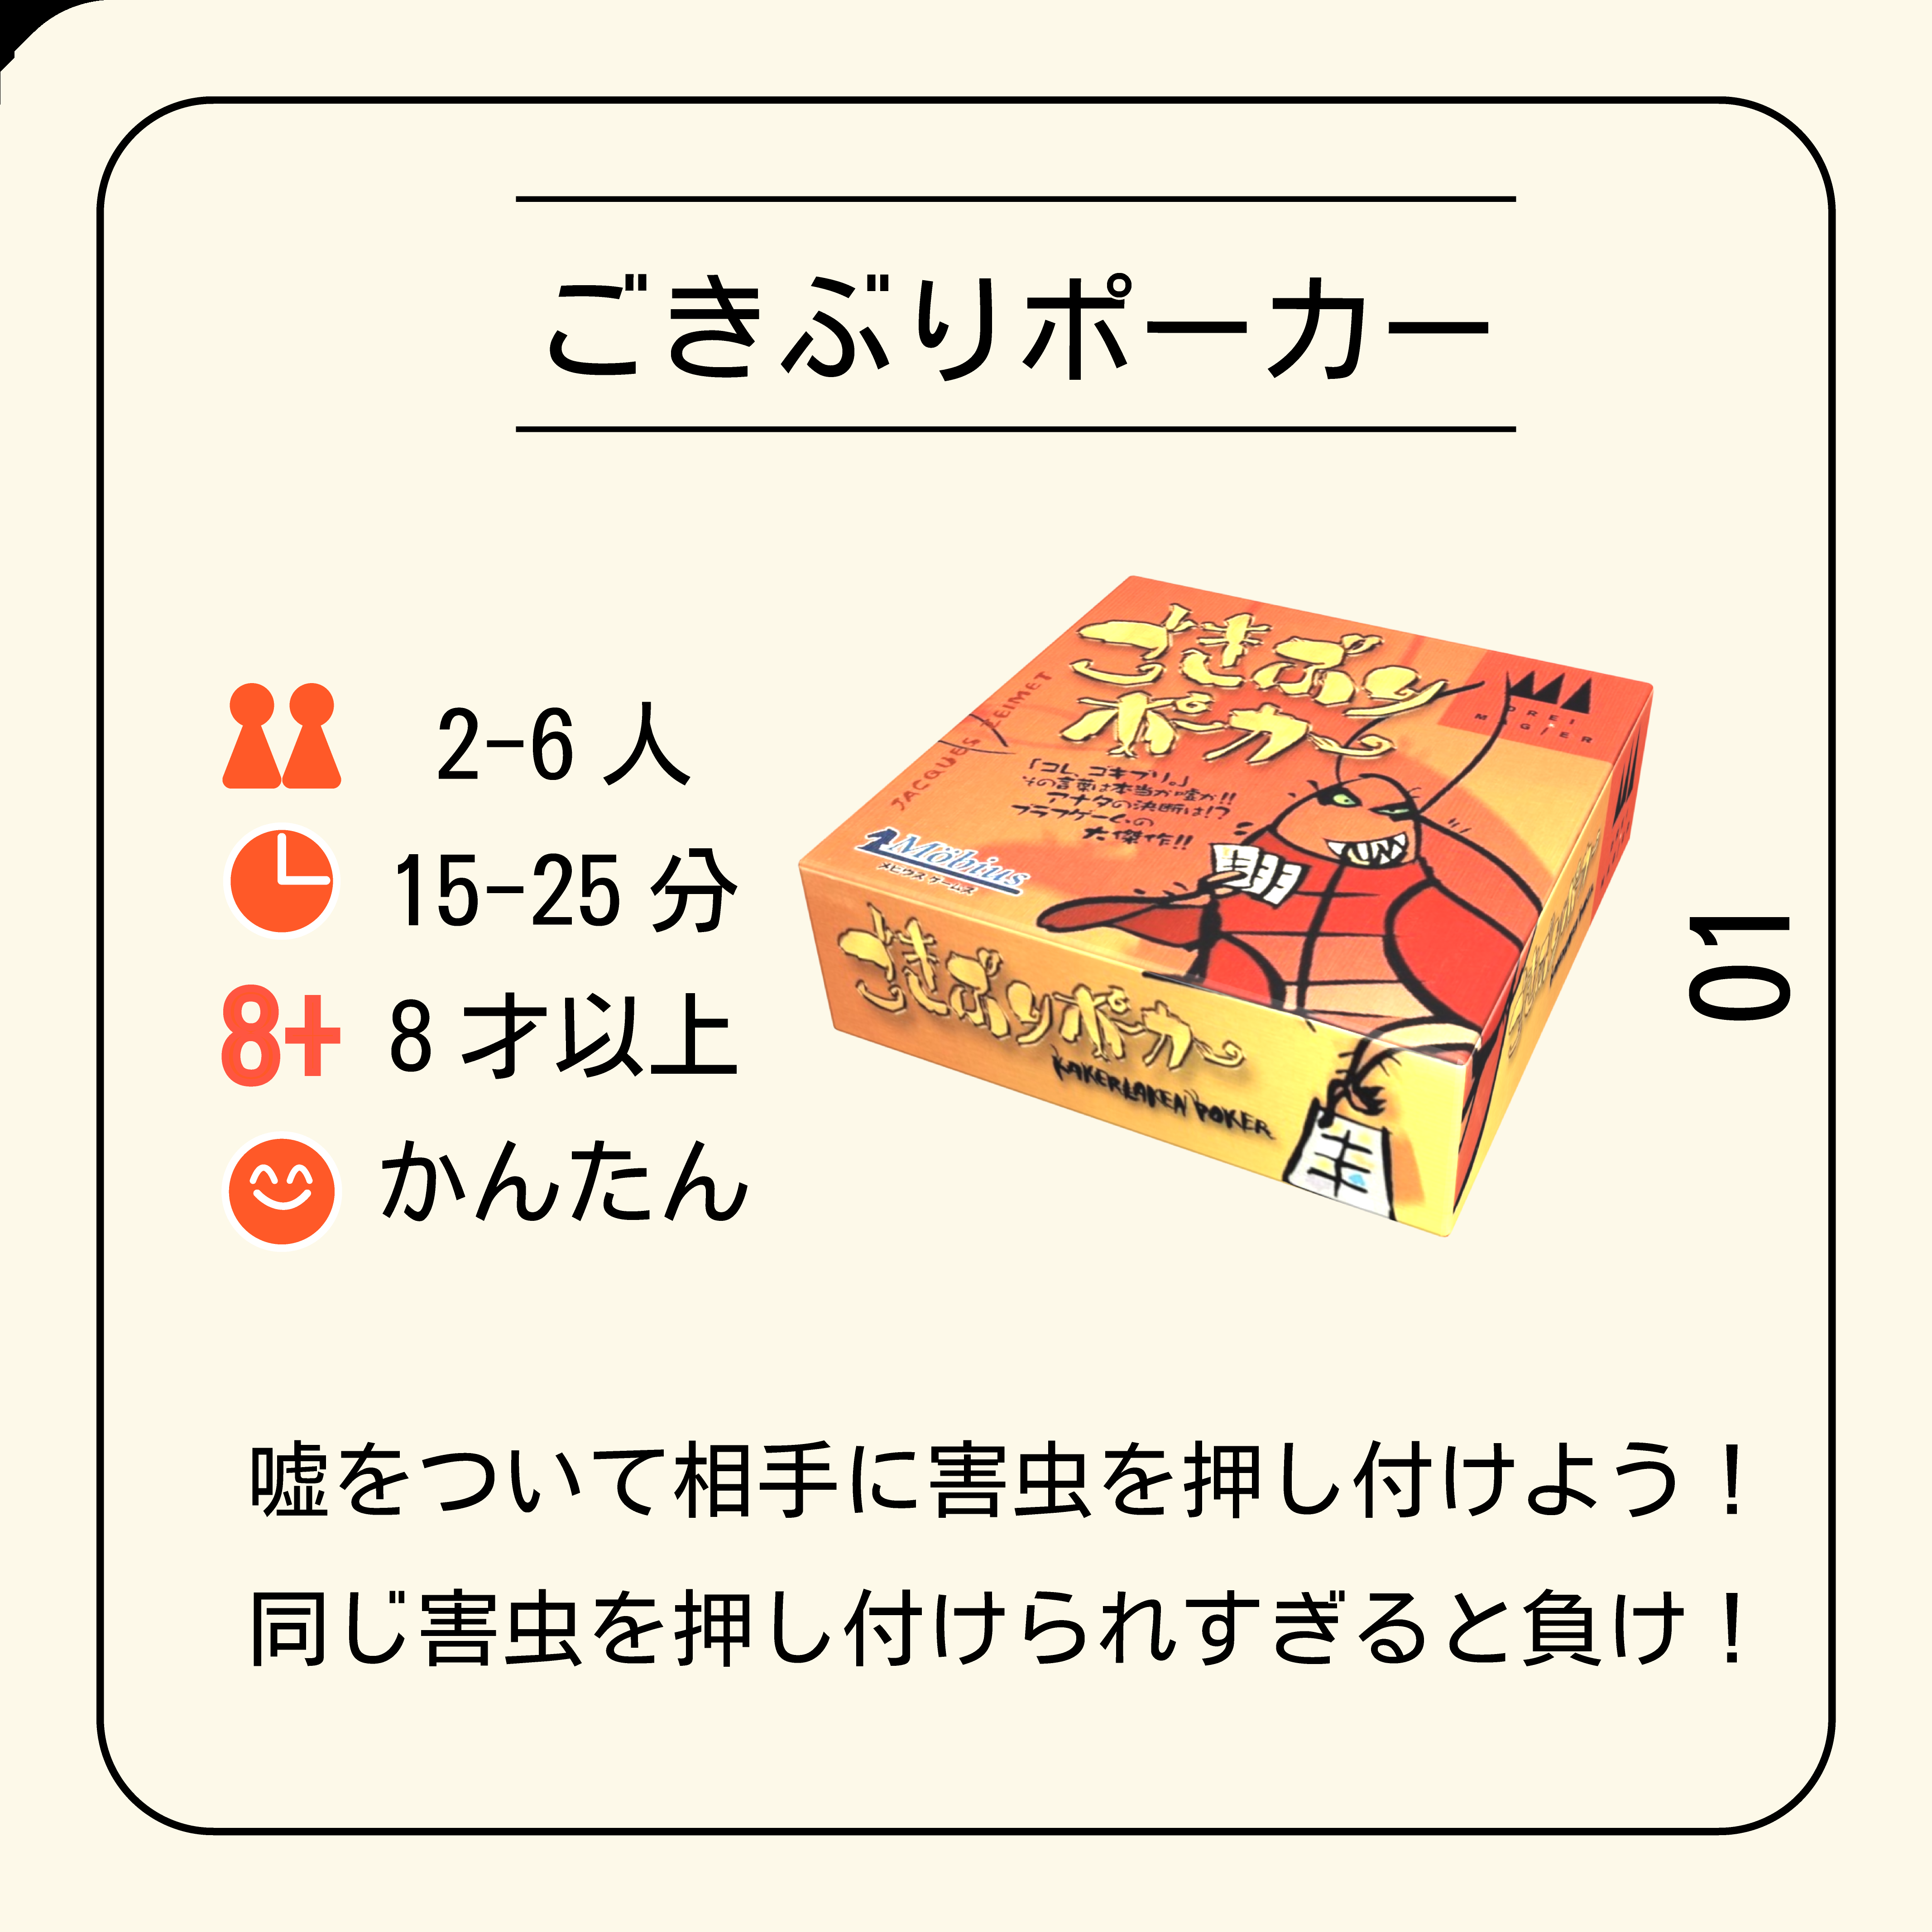 ごきぶりポーカー
2-6 人
15-25 分
8+ 8 才以上
かんたん
ごきぶり
ポーカー
DREI
MAGIER
JACQUES ZEIMET
「コレ、ゴキブリ。」
その言葉は本当か嘘か!!
アナタの決断は!?
ブラフゲームの
大傑作!!
Möbius
メビウスゲームズ
ごきぶりポーカー
KAKERLAKEN POKER
01
嘘をついて相手に害虫を押し付けよう！
同じ害虫を押し付けられすぎると負け！